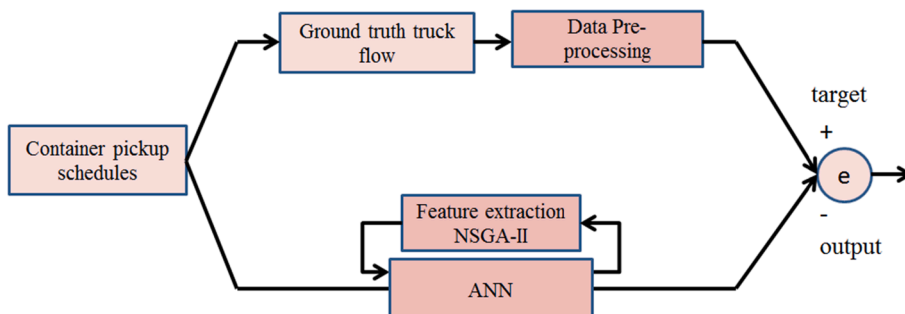 Ground truth truck
flow
Data Pre-
processing
target
+
Container pickup
schedules
e
-
output
Feature extraction
NSGA-II
ANN